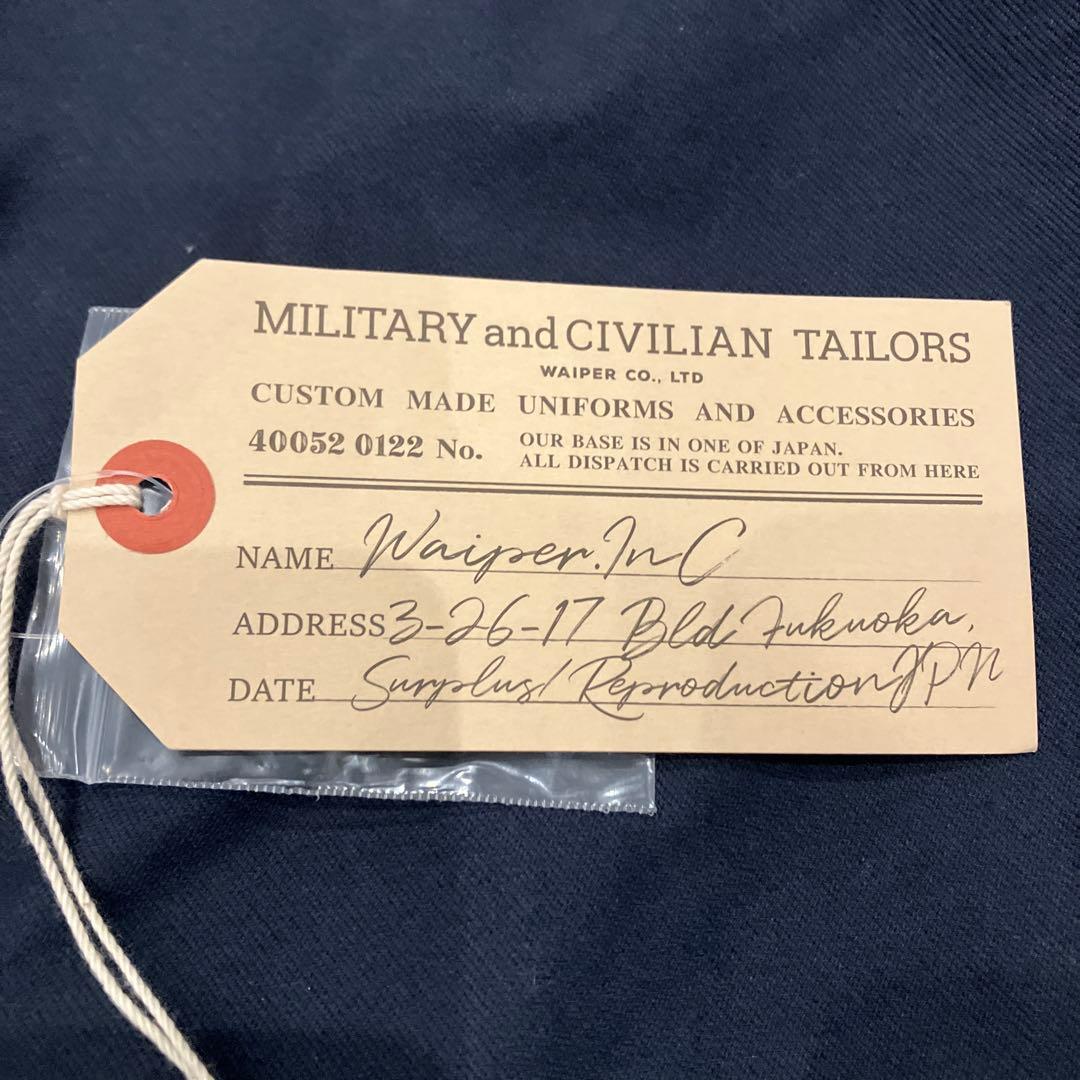 MILITARY and CIVILIAN TAILORS
WAIPER CO., LTD
CUSTOM MADE UNIFORMS AND ACCESSORIES
40052 0122 No.
OUR BASE IS IN ONE OF JAPAN.
ALL DISPATCH IS CARRIED OUT FROM HERE
NAME Waiper.InC
ADDRESS 3-26-17 Bld Fukuoka,
DATE Surplus/ReproductionJPN